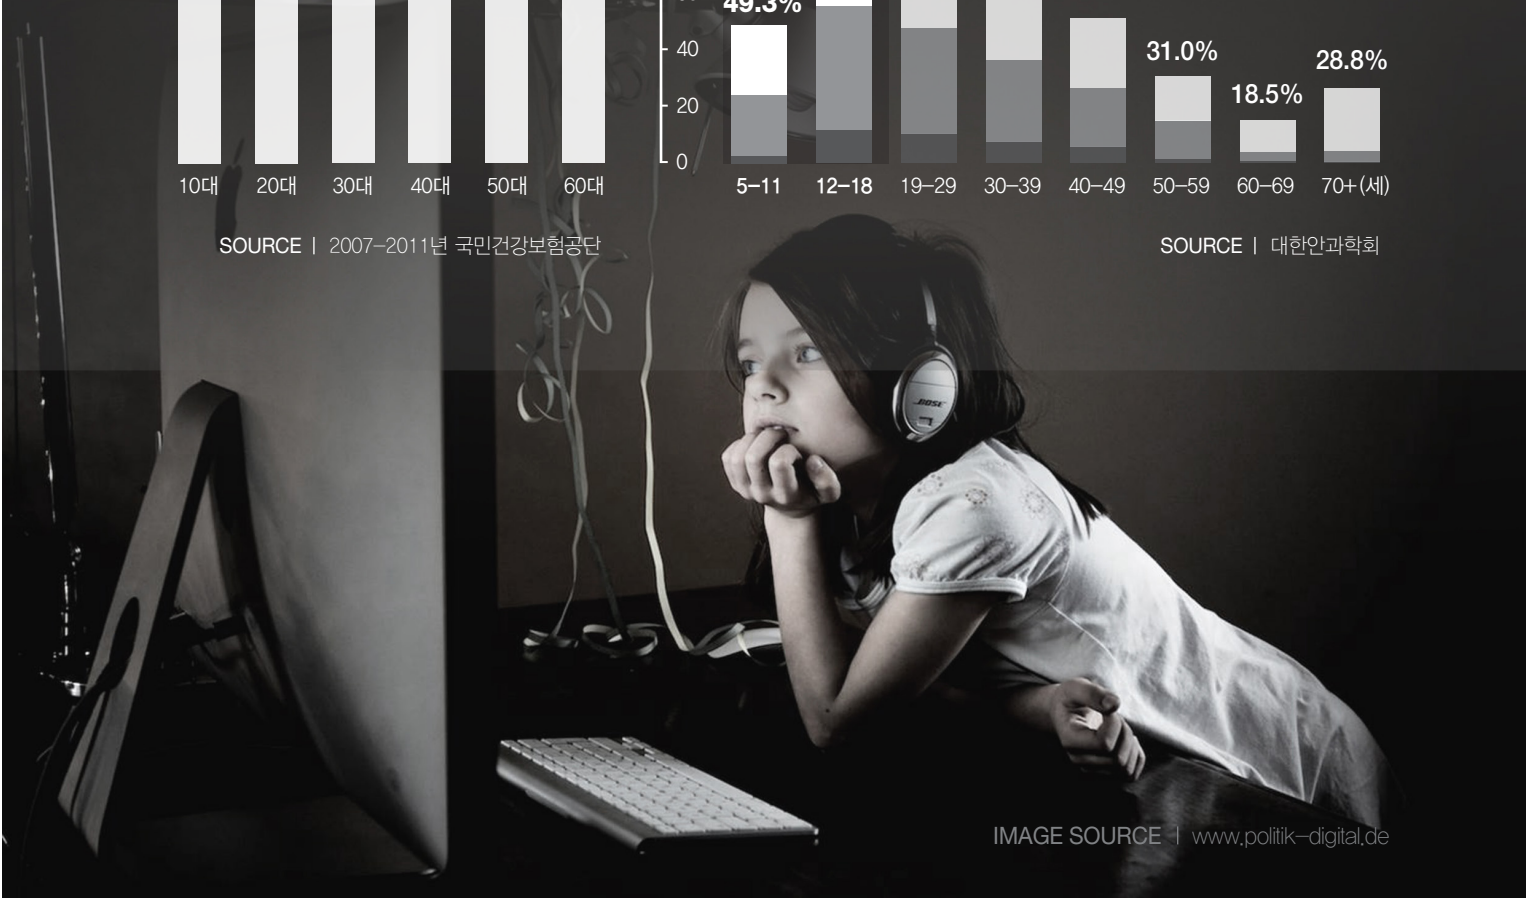 49.3%
40
20
0
31.0%
18.5%
28.8%
10대 20대 30대 40대 50대 60대
5–11 12–18 19–29 30–39 40–49 50–59 60–69 70+(세)
SOURCE | 2007–2011년 국민건강보험공단
SOURCE | 대한안과학회
BOSE
IMAGE SOURCE | www.politik-digital.de